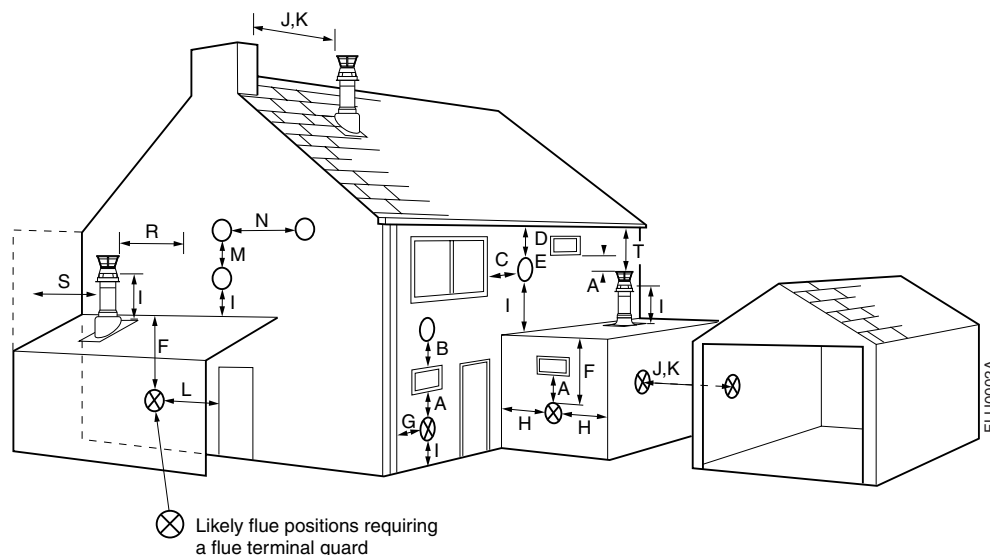 J,K
N
R
M
S
I
I
D
T
C
E
A
I
I
F
B
F
J,K
L
A
A
G
H
H
I
Likely flue positions requiring
a flue terminal guard